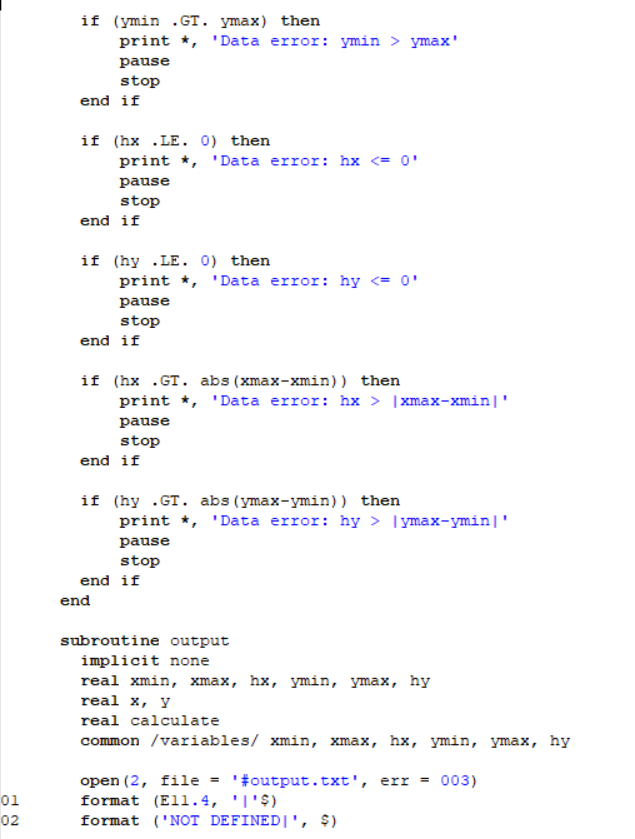 if (ymin .GT. ymax) then
print *, 'Data error: ymin > ymax'
pause
stop
end if
if (hx .LE. 0) then
print *, 'Data error: hx <= 0'
pause
stop
end if
if (hy .LE. 0) then
print *, 'Data error: hy <= 0'
pause
stop
end if
if (hx .GT. abs(xmax-xmin)) then
print *, 'Data error: hx > |xmax-xmin|'
pause
stop
end if
if (hy .GT. abs(ymax-ymin)) then
print *, 'Data error: hy > |ymax-ymin|'
pause
stop
end if
end
subroutine output
implicit none
real xmin, xmax, hx, ymin, ymax, hy
real x, y
real calculate
common /variables/ xmin, xmax, hx, ymin, ymax, hy
open(2, file = '#output.txt', err = 003)
01 format (E11.4, '|'$)
02 format ('NOT DEFINED|', $)